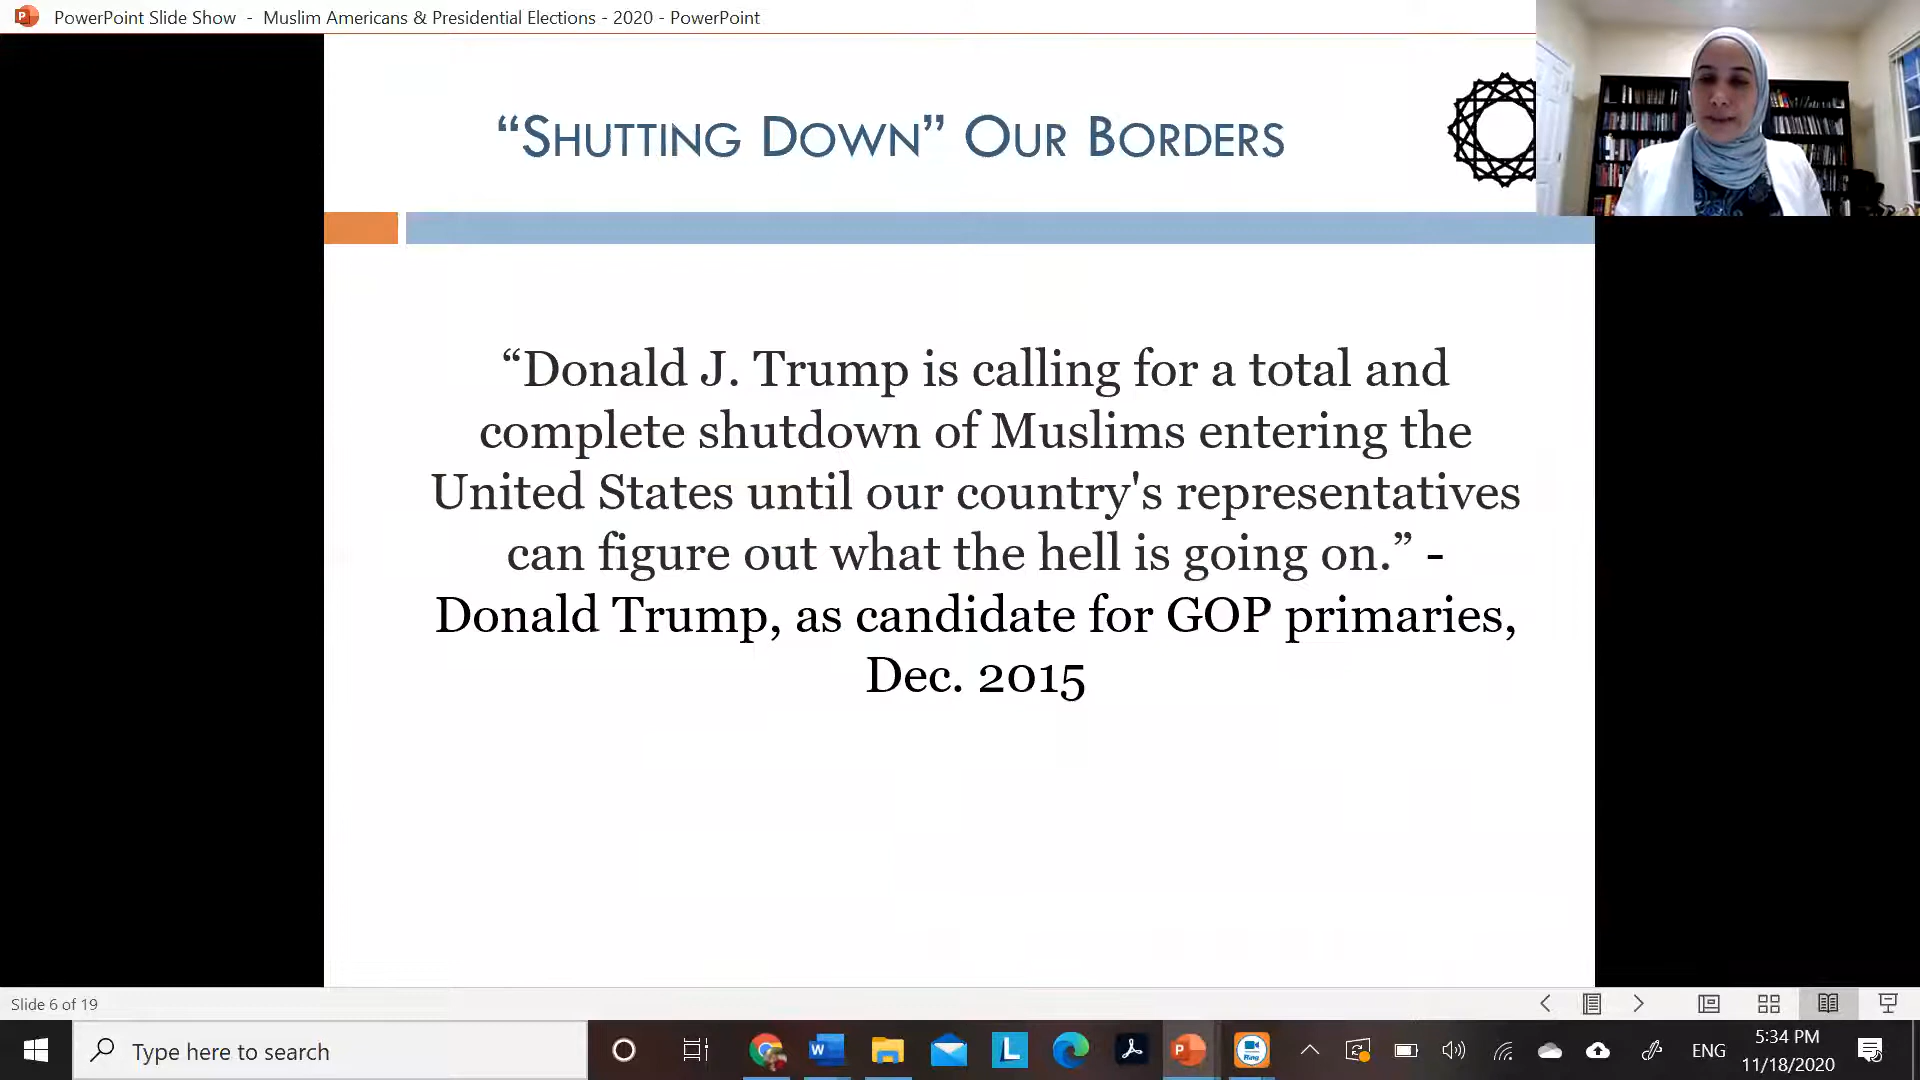 PowerPoint Slide Show - Muslim Americans & Presidential Elections - 2020 - PowerPoint
“SHUTTING DOWN” OUR BORDERS
“Donald J. Trump is calling for a total and
complete shutdown of Muslims entering the
United States until our country's representatives
can figure out what the hell is going on.” -
Donald Trump, as candidate for GOP primaries,
Dec. 2015
Slide 6 of 19
Type here to search
ENG
5:34 PM
11/18/2020